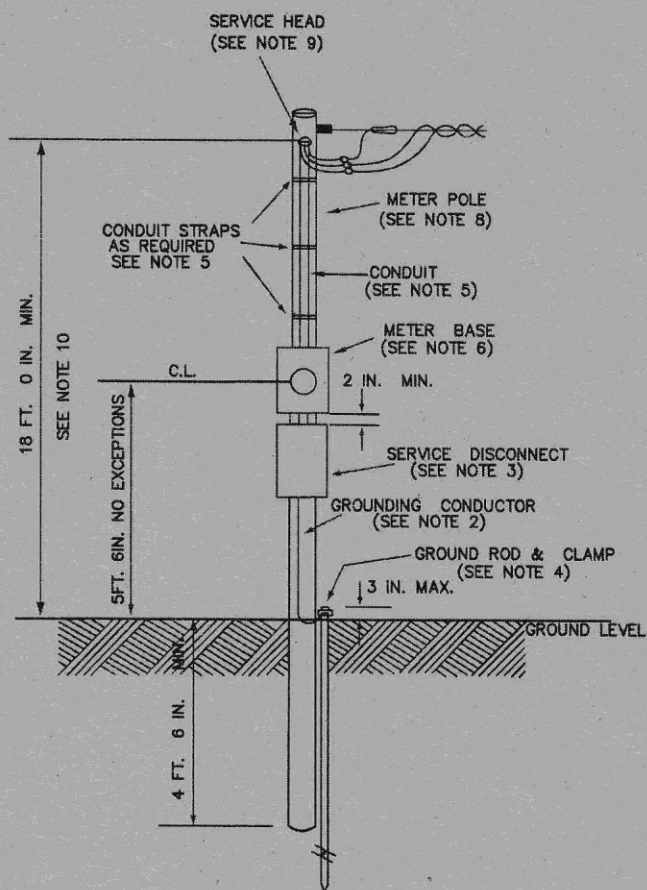 SERVICE HEAD
(SEE NOTE 9)
METER POLE
(SEE NOTE 8)
CONDUIT STRAPS
AS REQUIRED
SEE NOTE 5
CONDUIT
(SEE NOTE 5)
METER BASE
(SEE NOTE 6)
18 FT. 0 IN. MIN.
SEE NOTE 10
C.L.
2 IN. MIN.
5FT. 6IN. NO EXCEPTIONS
SERVICE DISCONNECT
(SEE NOTE 3)
GROUNDING CONDUCTOR
(SEE NOTE 2)
GROUND ROD & CLAMP
(SEE NOTE 4)
3 IN. MAX.
GROUND LEVEL
4 FT. 6 IN. MIN.